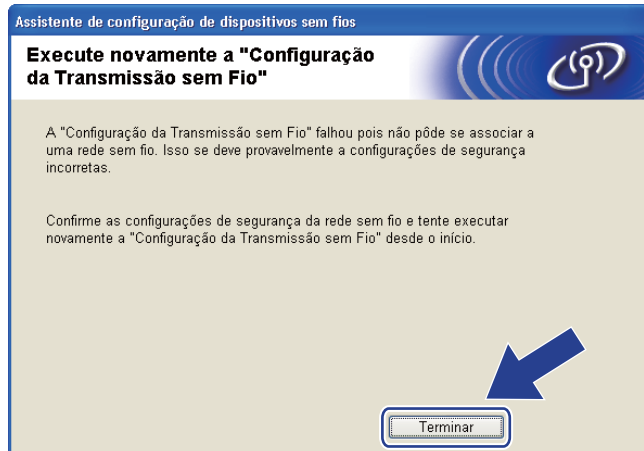 Assistente de configuração de dispositivos sem fios
Execute novamente a "Configuração
da Transmissão sem Fio"
A "Configuração da Transmissão sem Fio" falhou pois não pôde se associar a
uma rede sem fio. Isso se deve provavelmente a configurações de segurança
incorretas.
Confirme as configurações de segurança da rede sem fio e tente executar
novamente a "Configuração da Transmissão sem Fio" desde o início.
Terminar